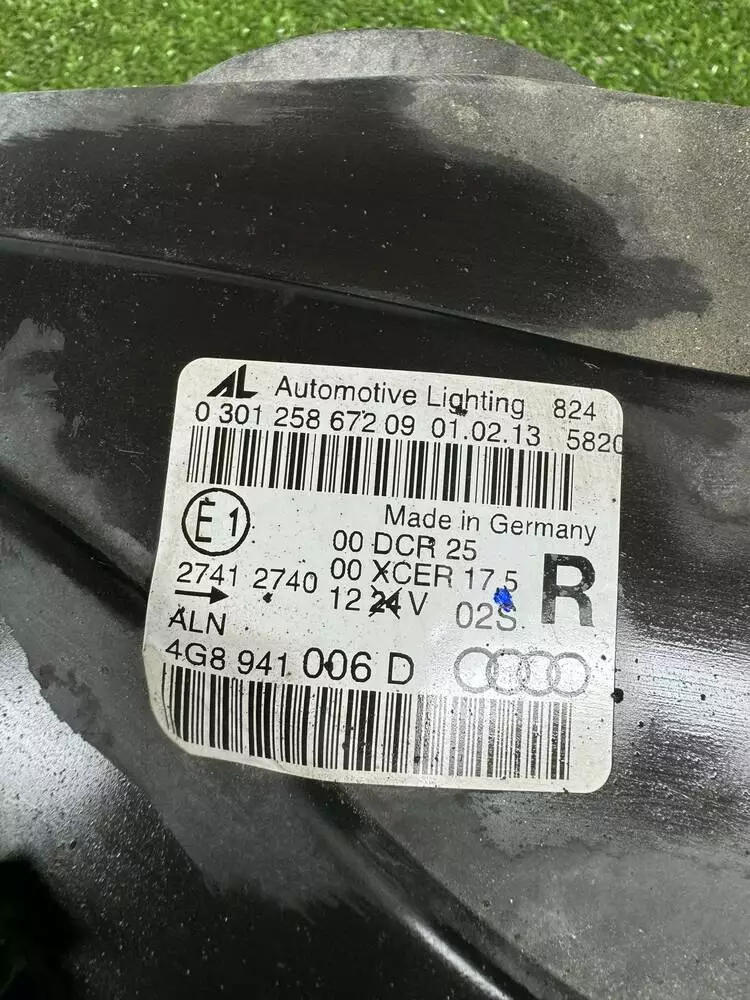 AL Automotive Lighting 824
0 301 258 672 09 01.02.13 5820
E1
Made in Germany
00 DCR 25
2741 2740 00 XCER 17,5 R
12 24 V 02S
ALN
4G8 941 006 D